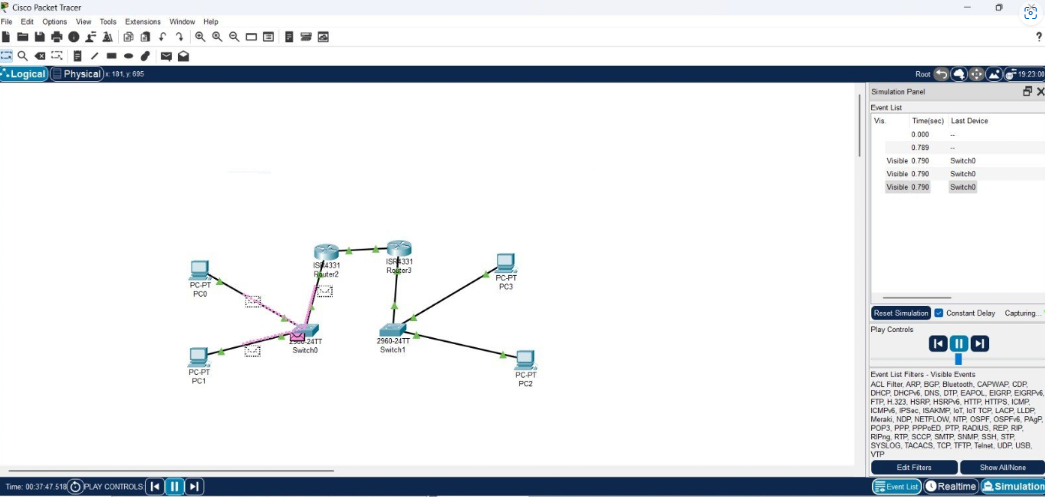 Cisco Packet Tracer
File Edit Options View Tools Extensions Window Help
?
Logical Physical x: 181, y: 695 Root 19:23:00
Simulation Panel
Event List
Vis. Time(sec) Last Device
0.000 --
0.789 --
Visible 0.790 Switch0
Visible 0.790 Switch0
Visible 0.790 Switch0
ISR4331
Router2
ISR4331
Router3
PC-PT
PC0
PC-PT
PC3
2960-24TT
Switch0
2960-24TT
Switch1
PC-PT
PC1
PC-PT
PC2
Reset Simulation Constant Delay Capturing...
Play Controls
Event List Filters - Visible Events
ACL Filter, ARP, BGP, Bluetooth, CAPWAP, CDP,
DHCP, DHCPv6, DNS, DTP, EAPOL, EIGRP, EIGRPv6,
FTP, H.323, HSRP, HSRPv6, HTTP, HTTPS, ICMP,
ICMPv6, IPSec, ISAKMP, IoT, IoT TCP, LACP, LLDP,
Meraki, NDP, NETFLOW, NTP, OSPF, OSPFv6, PAgP,
POP3, PPP, PPPoED, PTP, RADIUS, REP, RIP,
RIPng, RTP, SCCP, SMTP, SNMP, SSH, STP,
SYSLOG, TACACS, TCP, TFTP, Telnet, UDP, USB,
VTP
Edit Filters Show All/None
Time: 00:37:47.518 PLAY CONTROLS: Event List Realtime Simulation